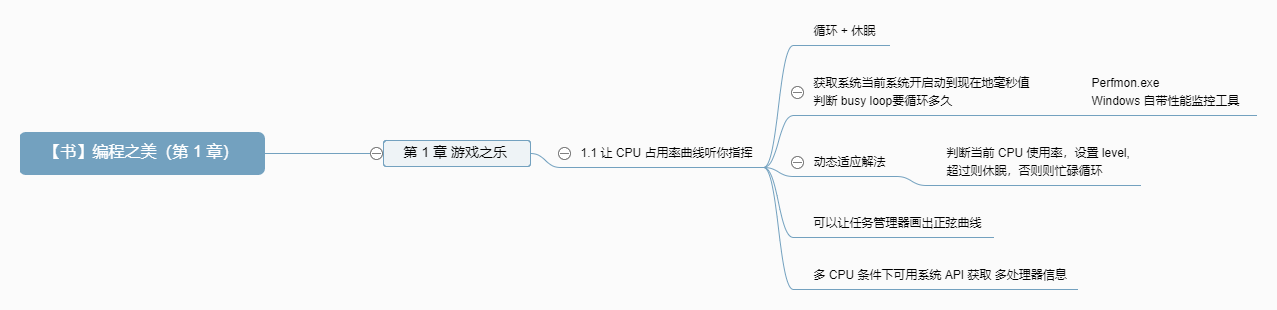 【书】编程之美（第 1 章）
第 1 章 游戏之乐
1.1 让 CPU 占用率曲线听你指挥
循环 + 休眠
获取系统当前系统开启动到现在地毫秒值
判断 busy loop要循环多久
Perfmon.exe
Windows 自带性能监控工具
动态适应解法
判断当前 CPU 使用率，设置 level,
超过则休眠，否则则忙碌循环
可以让任务管理器画出正弦曲线
多 CPU 条件下可用系统 API 获取 多处理器信息